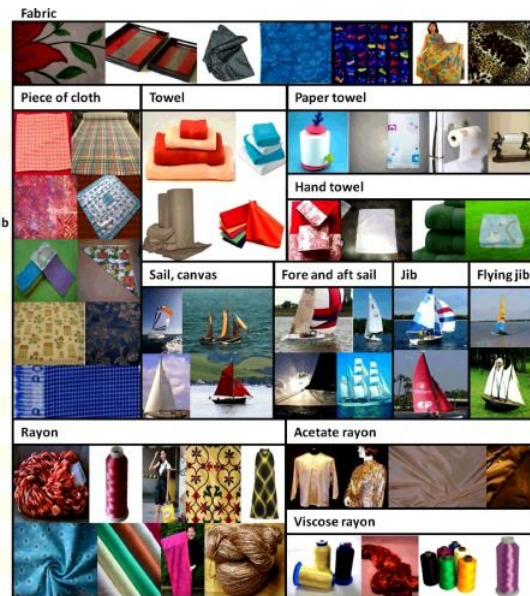 Fabric
Piece of cloth
Towel
Paper towel
Hand towel
Sail, canvas
Fore and aft sail
Jib
Flying jib
Rayon
Acetate rayon
Viscose rayon